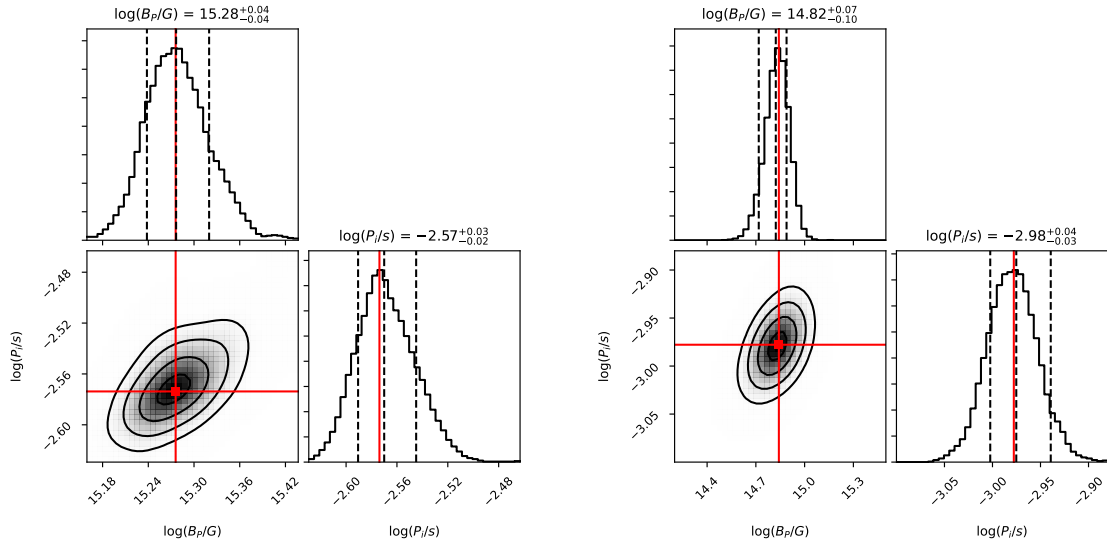 log(B_P/G) = 15.28^{+0.04}_{−0.04}
log(P_i/s) = −2.57^{+0.03}_{−0.02}
−2.48
−2.52
−2.56
−2.60
log(P_i/s)
15.18 15.24 15.30 15.36 15.42
log(B_P/G)
−2.60 −2.56 −2.52 −2.48
log(P_i/s)
log(B_P/G) = 14.82^{+0.07}_{−0.10}
log(P_i/s) = −2.98^{+0.04}_{−0.03}
−2.90
−2.95
−3.00
−3.05
log(P_i/s)
14.4 14.7 15.0 15.3
log(B_P/G)
−3.05 −3.00 −2.95 −2.90
log(P_i/s)